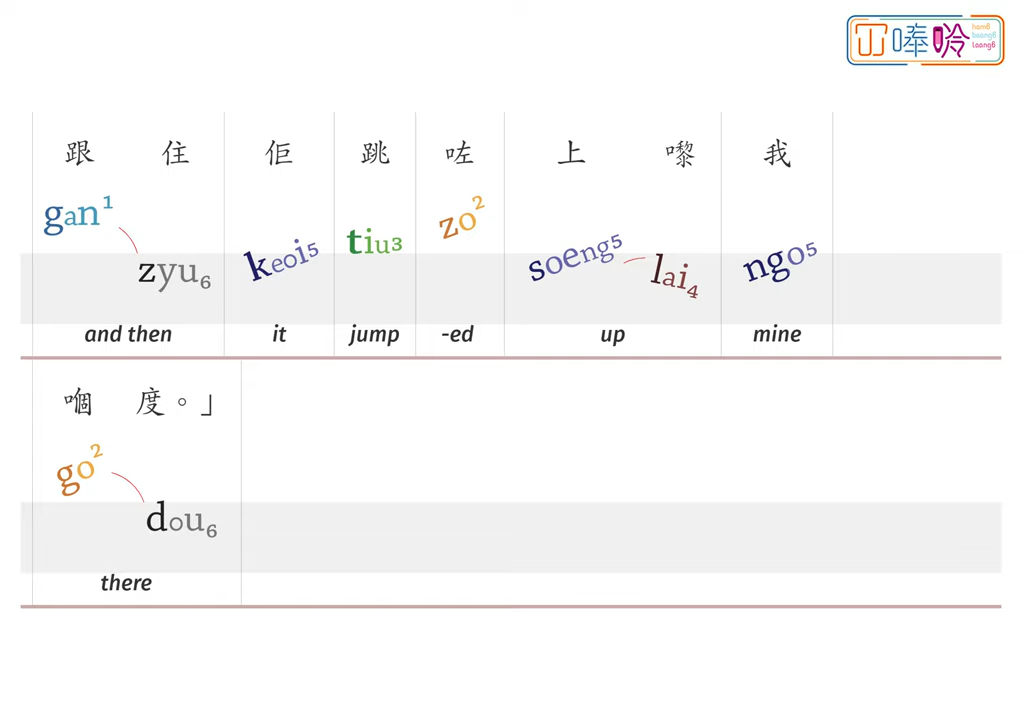 冚唪唥 ham6 baang6 laang6
跟 住 佢 跳 咗 上 嚟 我
gan¹ zyu₆ keoi5 tiu3 zo² soeng5 lai₄ ngo5
and then it jump -ed up mine
嗰 度。」
go² dou₆
there